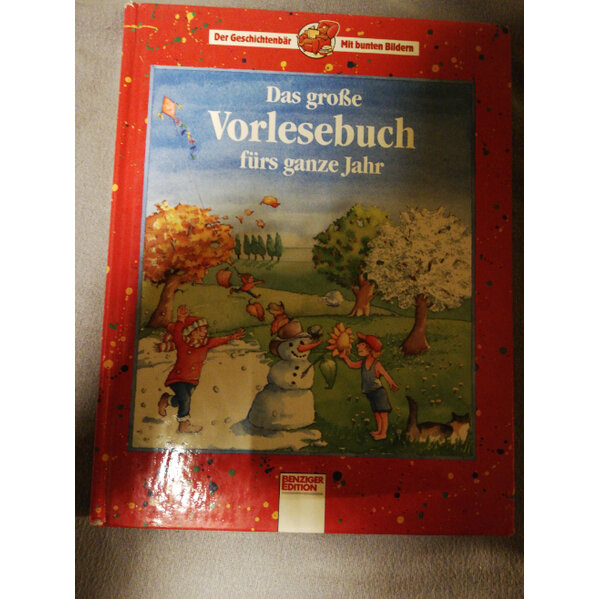 Der Geschichtenbär Mit bunten Bildern
Das große
Vorlesebuch
fürs ganze Jahr
BENZIGER
EDITION